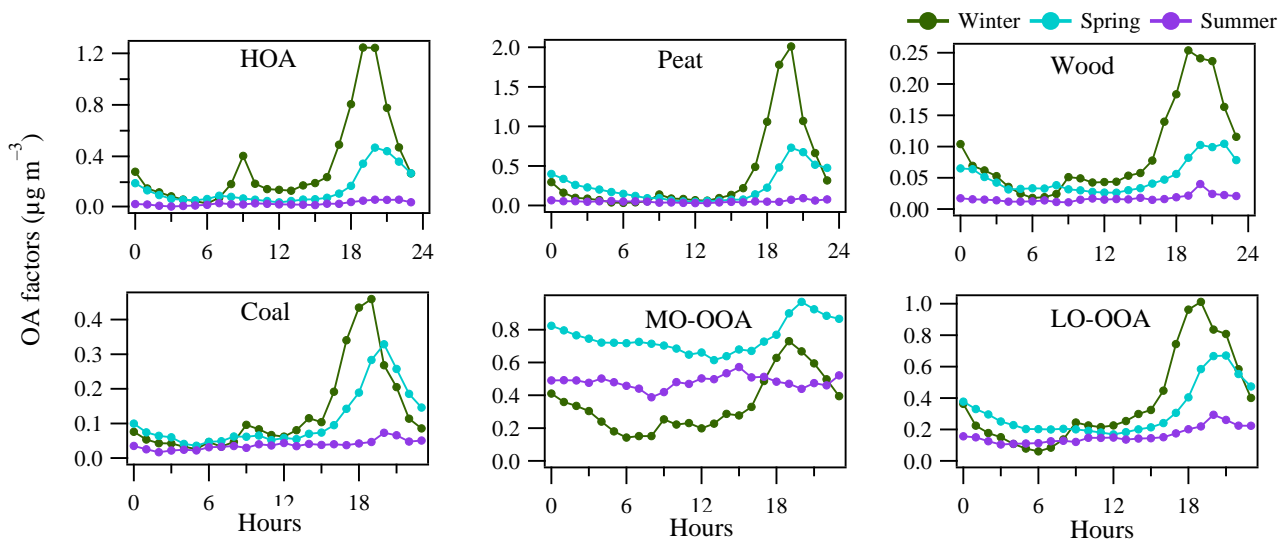 Winter Spring Summer
HOA
1.2
0.8
0.4
0.0
0 6 12 18 24
Peat
2.0
1.5
1.0
0.5
0.0
0 6 12 18 24
Wood
0.25
0.20
0.15
0.10
0.05
0.00
0 6 12 18 24
OA factors (μg m⁻³)
Coal
0.4
0.3
0.2
0.1
0.0
0 6 12 18
Hours
MO-OOA
0.8
0.6
0.4
0.2
0.0
0 6 12 18
Hours
LO-OOA
1.0
0.8
0.6
0.4
0.2
0.0
0 6 12 18
Hours